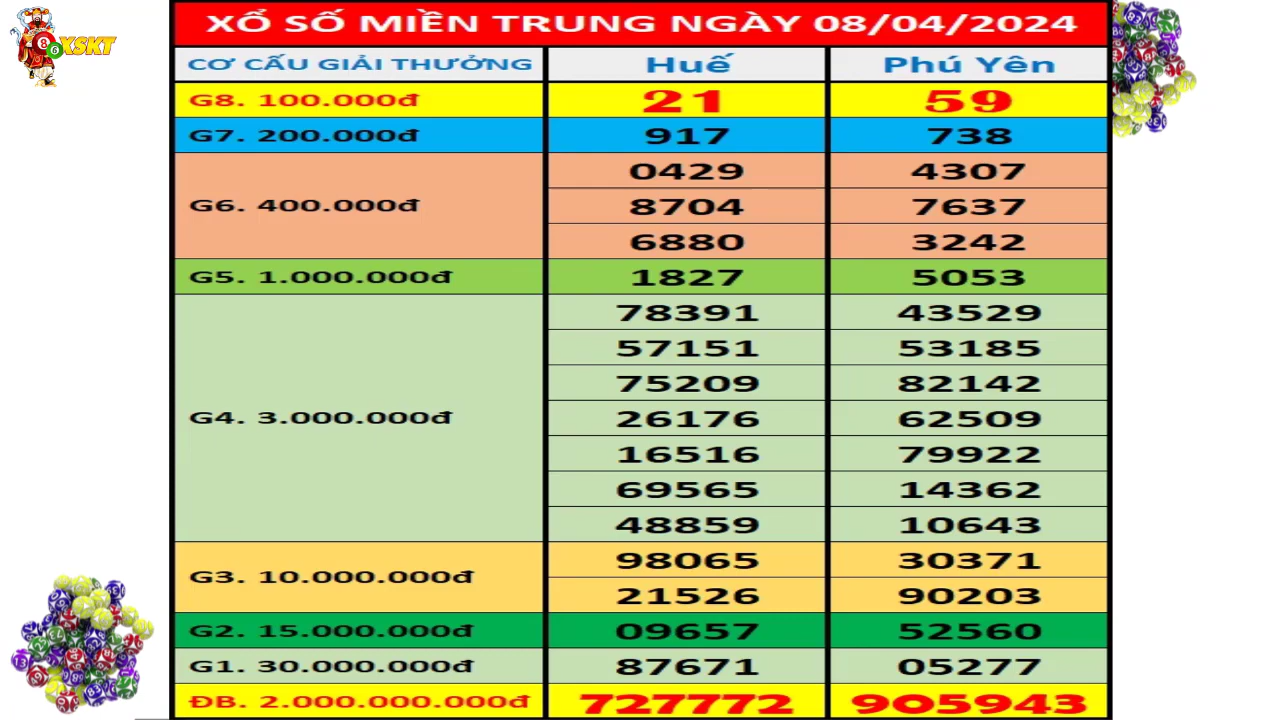 XSKT
XỔ SỐ MIỀN TRUNG NGÀY 08/04/2024
CƠ CẤU GIẢI THƯỞNG Huế Phú Yên
G8. 100.000đ 21 59
G7. 200.000đ 917 738
G6. 400.000đ 0429 4307
8704 7637
6880 3242
G5. 1.000.000đ 1827 5053
G4. 3.000.000đ 78391 43529
57151 53185
75209 82142
26176 62509
16516 79922
69565 14362
48859 10643
G3. 10.000.000đ 98065 30371
21526 90203
G2. 15.000.000đ 09657 52560
G1. 30.000.000đ 87671 05277
ĐB. 2.000.000.000đ 727772 905943